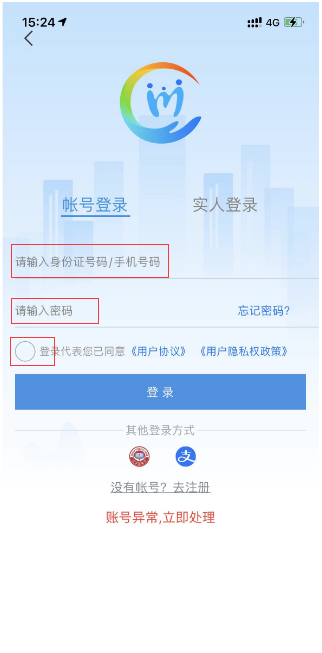 15:24 4G
帐号登录 实人登录
请输入身份证号码/手机号码
请输入密码 忘记密码?
登录代表您已同意《用户协议》 《用户隐私权政策》
登 录
其他登录方式
支
没有帐号? 去注册
账号异常,立即处理